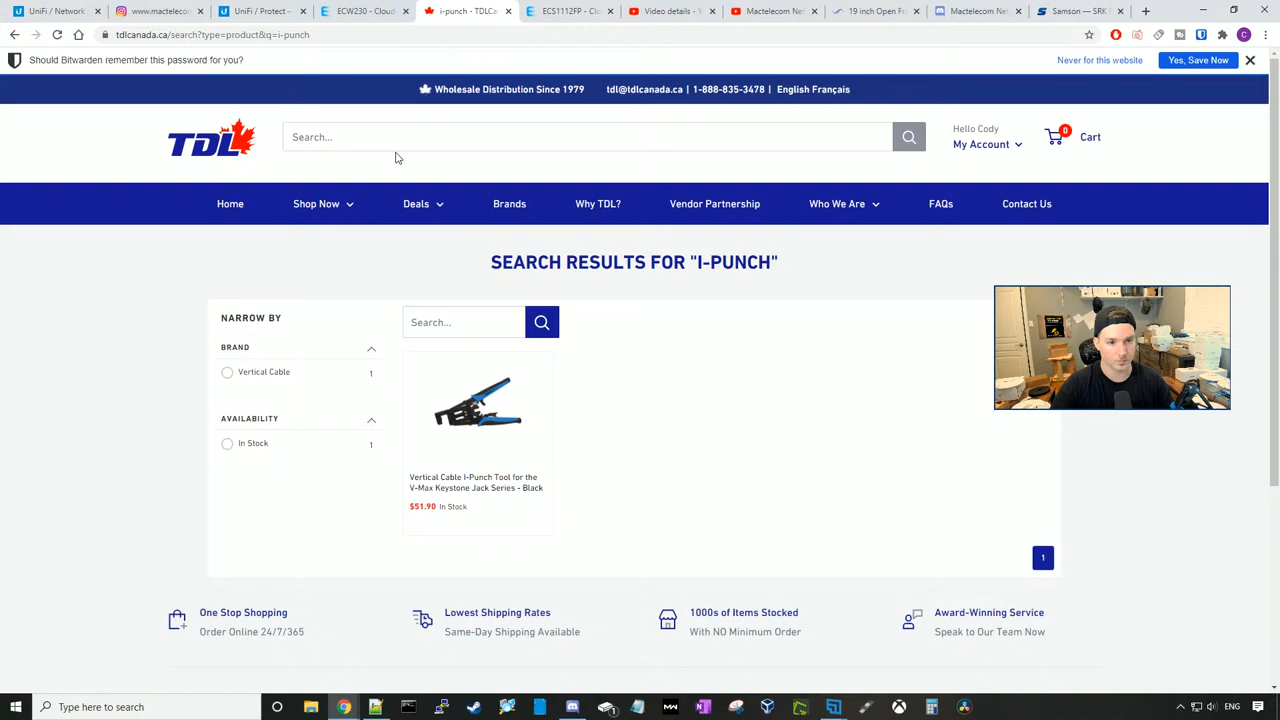 UniFi / Network
www.mactelecom
UniFi / Protect -
ECW230 - Cloud
i-punch - TDLCa
ECS1112FP - Clo
Video details - Y
Mactelecom Net
19 inch Open Fr
Mactelecom Net
Samson — SRK1
tdlcanada.ca/search?type=product&q=i-punch
C
Should Bitwarden remember this password for you?
Never for this website
Yes, Save Now
Wholesale Distribution Since 1979
tdl@tdlcanada.ca | 1-888-835-3478 | English Français
TDL
Search...
Hello Cody
My Account
0
Cart
Home
Shop Now
Deals
Brands
Why TDL?
Vendor Partnership
Who We Are
FAQs
Contact Us
SEARCH RESULTS FOR "I-PUNCH"
NARROW BY
BRAND
Vertical Cable 1
AVAILABILITY
In Stock 1
Search...
Vertical Cable I-Punch Tool for the
V-Max Keystone Jack Series - Black
$51.90 In Stock
1
One Stop Shopping
Order Online 24/7/365
Lowest Shipping Rates
Same-Day Shipping Available
1000s of Items Stocked
With NO Minimum Order
Award-Winning Service
Speak to Our Team Now
Type here to search
ENG